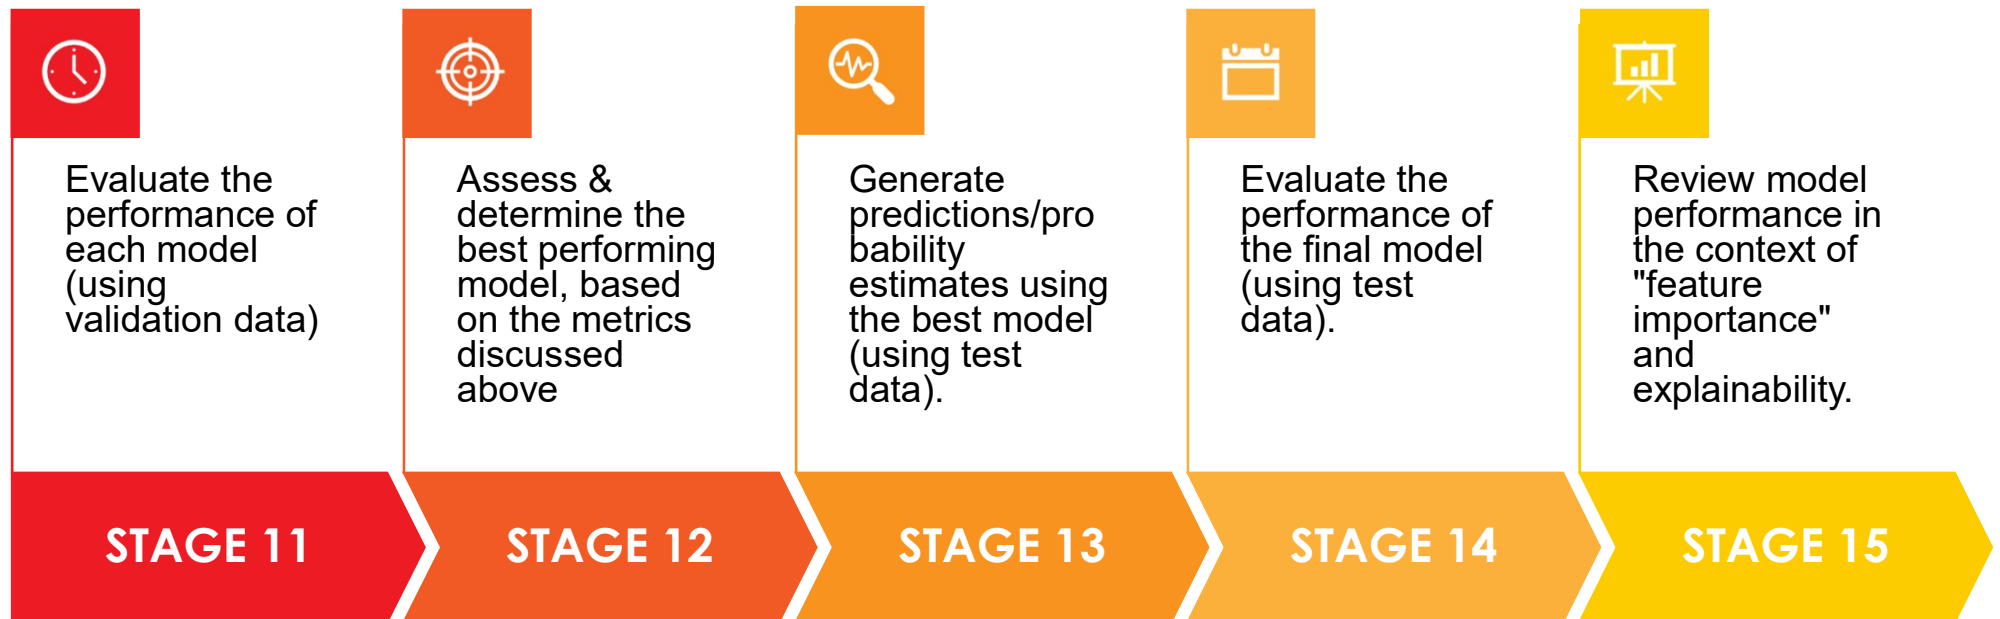 Evaluate the
performance of
each model
(using
validation data)
Assess &
determine the
best performing
model, based
on the metrics
discussed
above
Generate
predictions/pro
bability
estimates using
the best model
(using test
data).
Evaluate the
performance of
the final model
(using test
data).
Review model
performance in
the context of
"feature
importance"
and
explainability.
STAGE 11
STAGE 12
STAGE 13
STAGE 14
STAGE 15